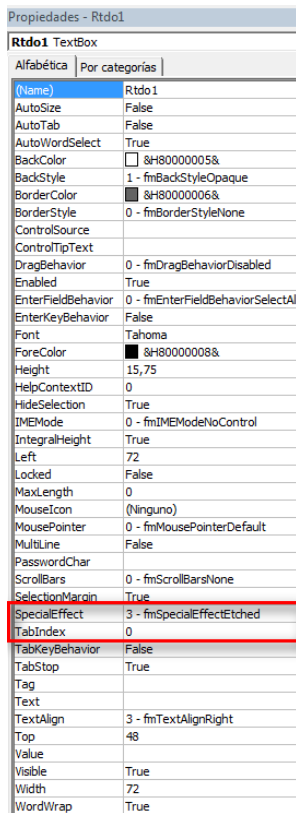 Propiedades - Rtdo1
Rtdo1 TextBox
Alfabética Por categorías
(Name) Rtdo1
AutoSize False
AutoTab False
AutoWordSelect True
BackColor &H80000005&
BackStyle 1 - fmBackStyleOpaque
BorderColor &H80000006&
BorderStyle 0 - fmBorderStyleNone
ControlSource
ControlTipText
DragBehavior 0 - fmDragBehaviorDisabled
Enabled True
EnterFieldBehavior 0 - fmEnterFieldBehaviorSelectAl
EnterKeyBehavior False
Font Tahoma
ForeColor &H80000008&
Height 15,75
HelpContextID 0
HideSelection True
IMEMode 0 - fmIMEModeNoControl
IntegralHeight True
Left 72
Locked False
MaxLength 0
MouseIcon (Ninguno)
MousePointer 0 - fmMousePointerDefault
MultiLine False
PasswordChar
ScrollBars 0 - fmScrollBarsNone
SelectionMargin True
SpecialEffect 3 - fmSpecialEffectEtched
TabIndex 0
TabKeyBehavior False
TabStop True
Tag
Text
TextAlign 3 - fmTextAlignRight
Top 48
Value
Visible True
Width 72
WordWrap True